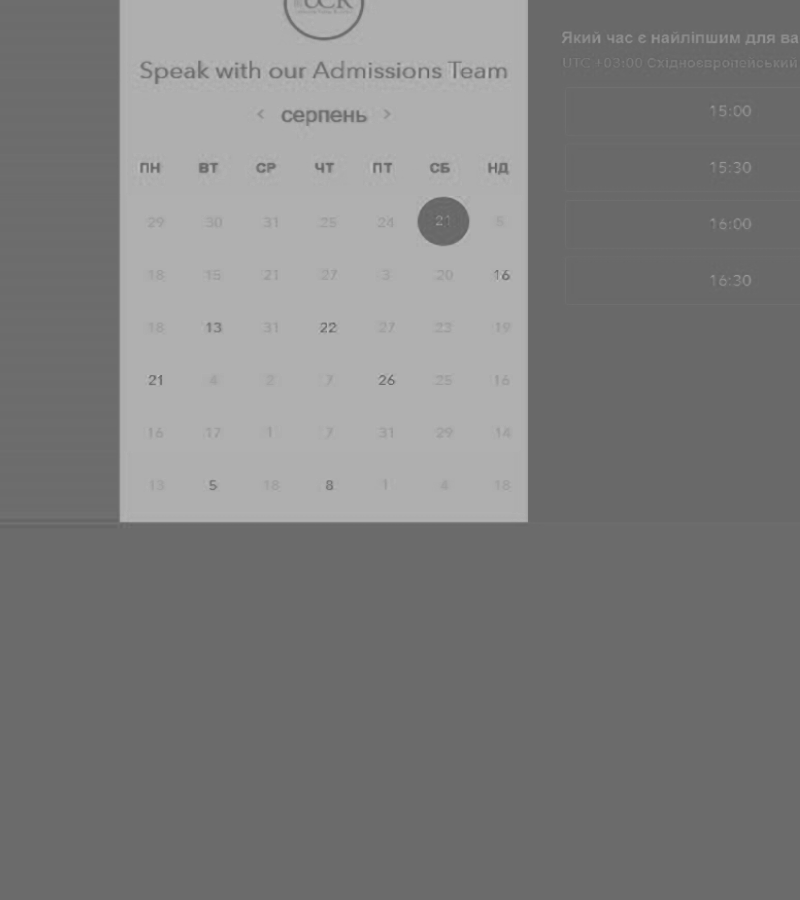 UCR
Speak with our Admissions Team
< серпень >
ПН ВТ СР ЧТ ПТ СБ НД
29 30 31 25 24 21 8
18 15 21 27 3 20 16
18 13 31 22 27 23 19
21 4 2 7 26 25 16
16 17 1 7 31 29 14
13 5 18 8 1 4 18
Який час є найліпшим для ва
UTC +03:00 Східноєвропейський
15:00
15:30
16:00
16:30